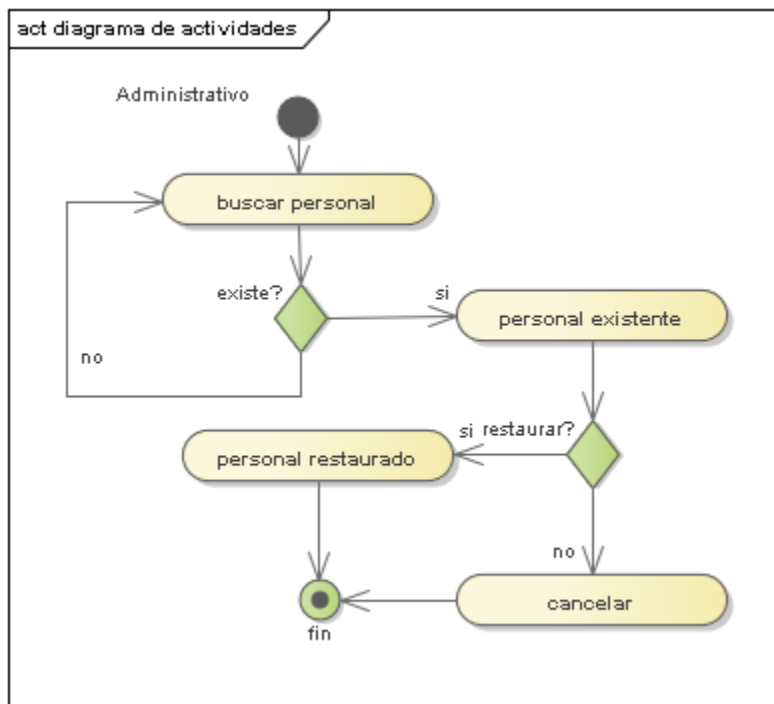 act diagrama de actividades
Administrativo
buscar personal
existe?
si
personal existente
no
si
restaurar?
personal restaurado
no
cancelar
fin